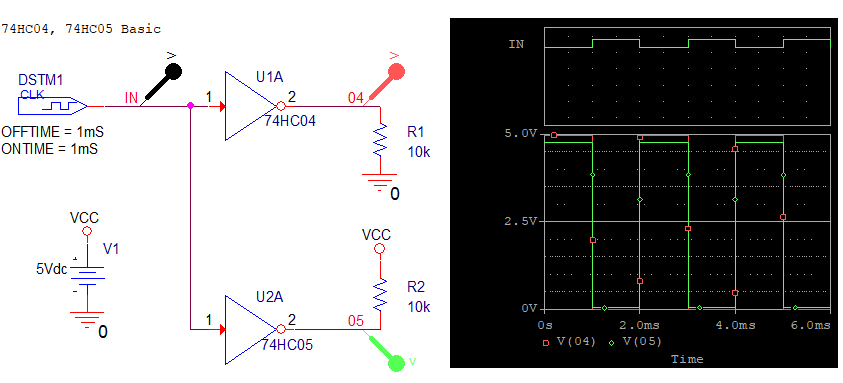 74HC04, 74HC05 Basic
V
V
DSTM1
CLK
IN
OFFTIME = 1mS
ONTIME = 1mS
U1A
1
2
04
74HC04
R1
10k
0
VCC
V1
5Vdc
0
VCC
R2
10k
U2A
1
2
05
74HC05
V
IN
5.0V
2.5V
0V
0s
2.0ms
4.0ms
6.0ms
V(04)
V(05)
Time